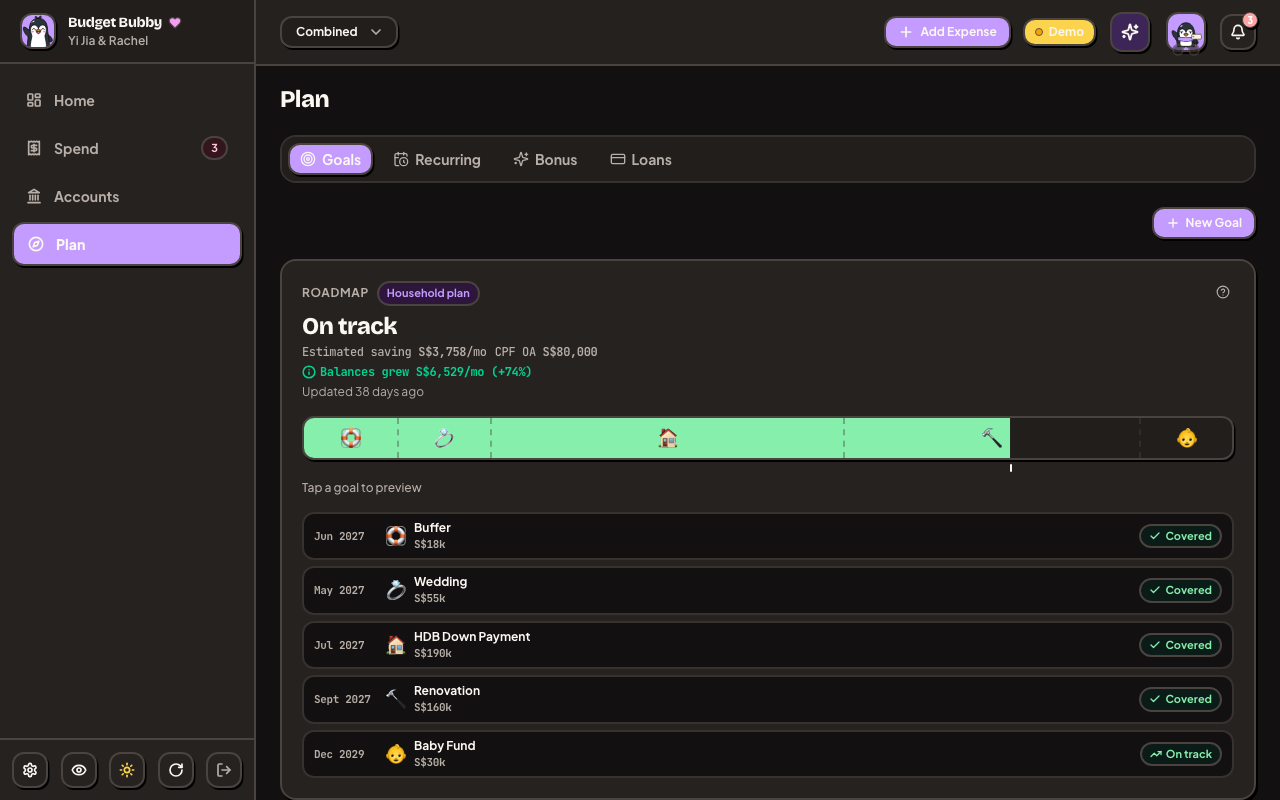 Budget Bubby
Yi Jia & Rachel
Home
Spend
3
Accounts
Plan
Combined
Add Expense
Demo
3
Plan
Goals
Recurring
Bonus
Loans
New Goal
ROADMAP
Household plan
On track
Estimated saving S$3,758/mo CPF OA S$80,000
Balances grew S$6,529/mo (+74%)
Updated 38 days ago
Tap a goal to preview
Jun 2027
Buffer
S$18k
Covered
May 2027
Wedding
S$55k
Covered
Jul 2027
HDB Down Payment
S$190k
Covered
Sept 2027
Renovation
S$160k
Covered
Dec 2029
Baby Fund
S$30k
On track